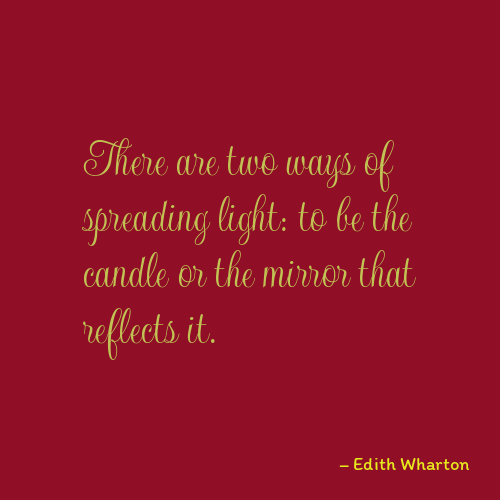 There are two ways of
spreading light: to be the
candle or the mirror that
reflects it.
– Edith Wharton